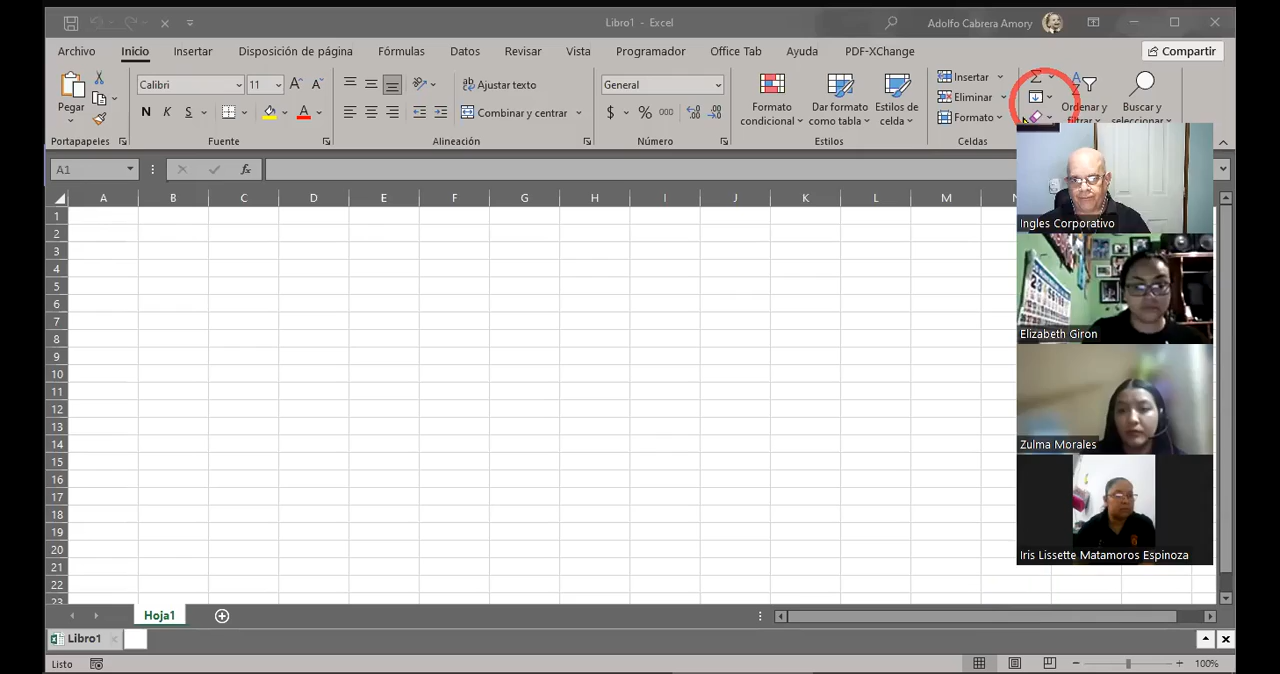 Libro1 - Excel
Adolfo Cabrera Amory
Archivo Inicio Insertar Disposición de página Fórmulas Datos Revisar Vista Programador Office Tab Ayuda PDF-XChange Compartir
Pegar
Calibri 11
N K S
Ajustar texto
Combinar y centrar
General
$ % 000
Formato condicional
Dar formato como tabla
Estilos de celda
Insertar
Eliminar
Formato
Ordenar y filtrar
Buscar y seleccionar
Portapapeles Fuente Alineación Número Estilos Celdas
A1 fx
A B C D E F G H I J K L M N
1
2
3
4
5
6
7
8
9
10
11
12
13
14
15
16
17
18
19
20
21
22
23
Ingles Corporativo
Elizabeth Giron
Zulma Morales
Iris Lissette Matamoros Espinoza
Hoja1
Libro1
Listo
100%